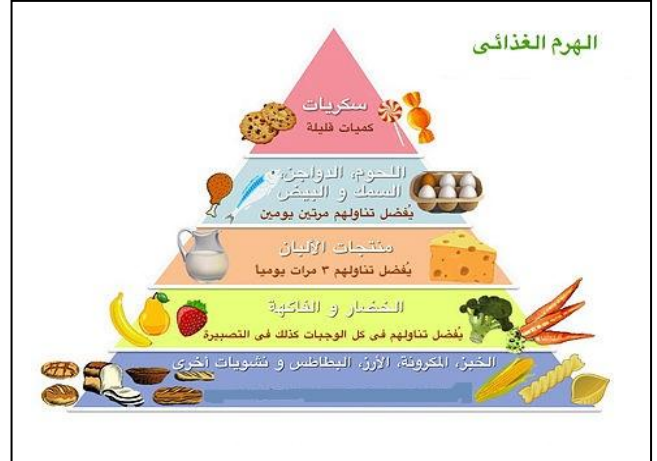 الهرم الغذائى
سكريات
كميات قليلة
اللحوم، الدواجن،
السمك و البيض
يُفضل تناولهم مرتين يومين
منتجات الألبان
يُفضل تناولهم ٣ مرات يومياً
الخضار و الفاكهة
يُفضل تناولهم فى كل الوجبات كذلك فى التصبيرة
الخبز، المكرونة، الأرز، البطاطس و نشويات أخرى